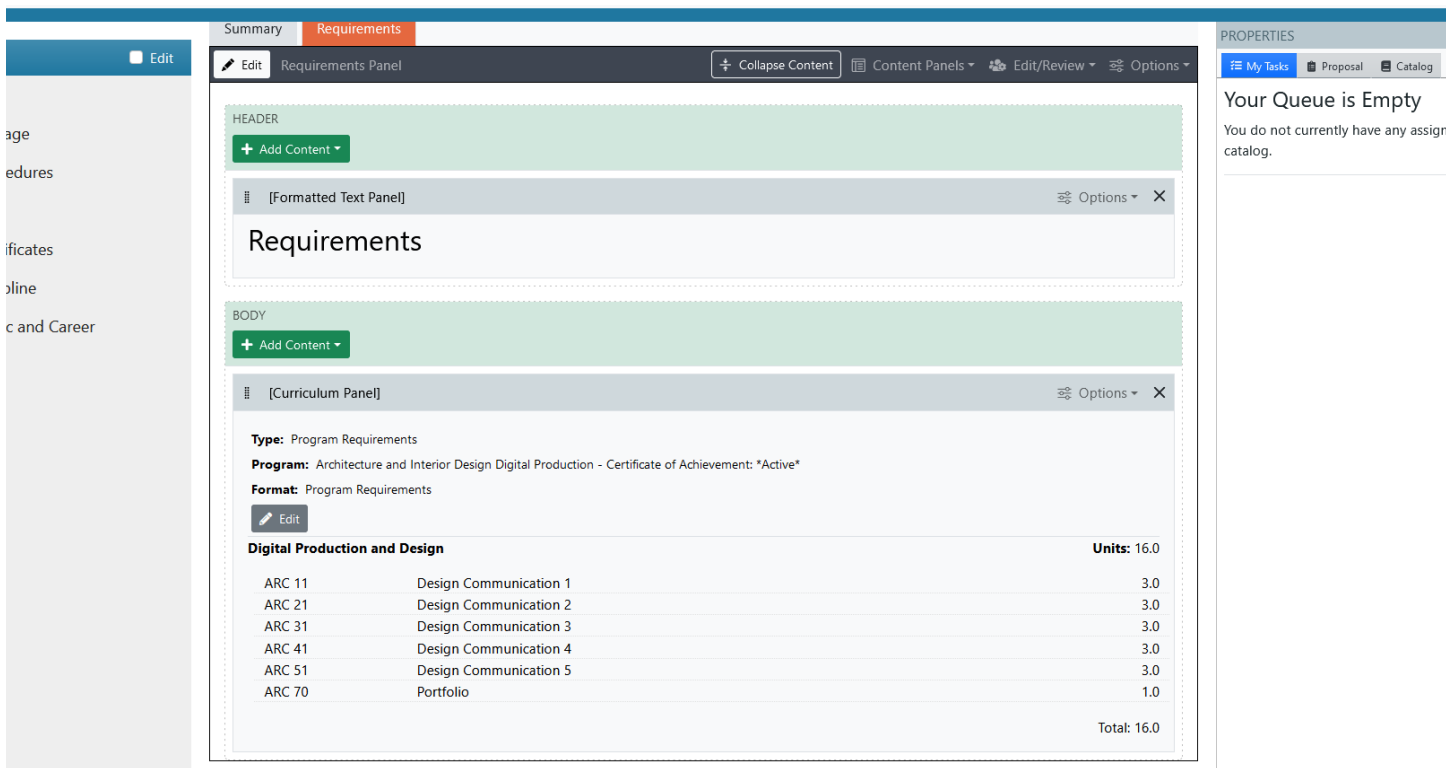 Edit
age
edures
ificates
oline
c and Career
Summary Requirements
Edit Requirements Panel Collapse Content Content Panels Edit/Review Options
HEADER
Add Content
[Formatted Text Panel] Options
Requirements
BODY
Add Content
[Curriculum Panel] Options
Type: Program Requirements
Program: Architecture and Interior Design Digital Production - Certificate of Achievement: *Active*
Format: Program Requirements
Edit
Digital Production and Design Units: 16.0
ARC 11 Design Communication 1 3.0
ARC 21 Design Communication 2 3.0
ARC 31 Design Communication 3 3.0
ARC 41 Design Communication 4 3.0
ARC 51 Design Communication 5 3.0
ARC 70 Portfolio 1.0
Total: 16.0
PROPERTIES
My Tasks Proposal Catalog
Your Queue is Empty
You do not currently have any assign
catalog.